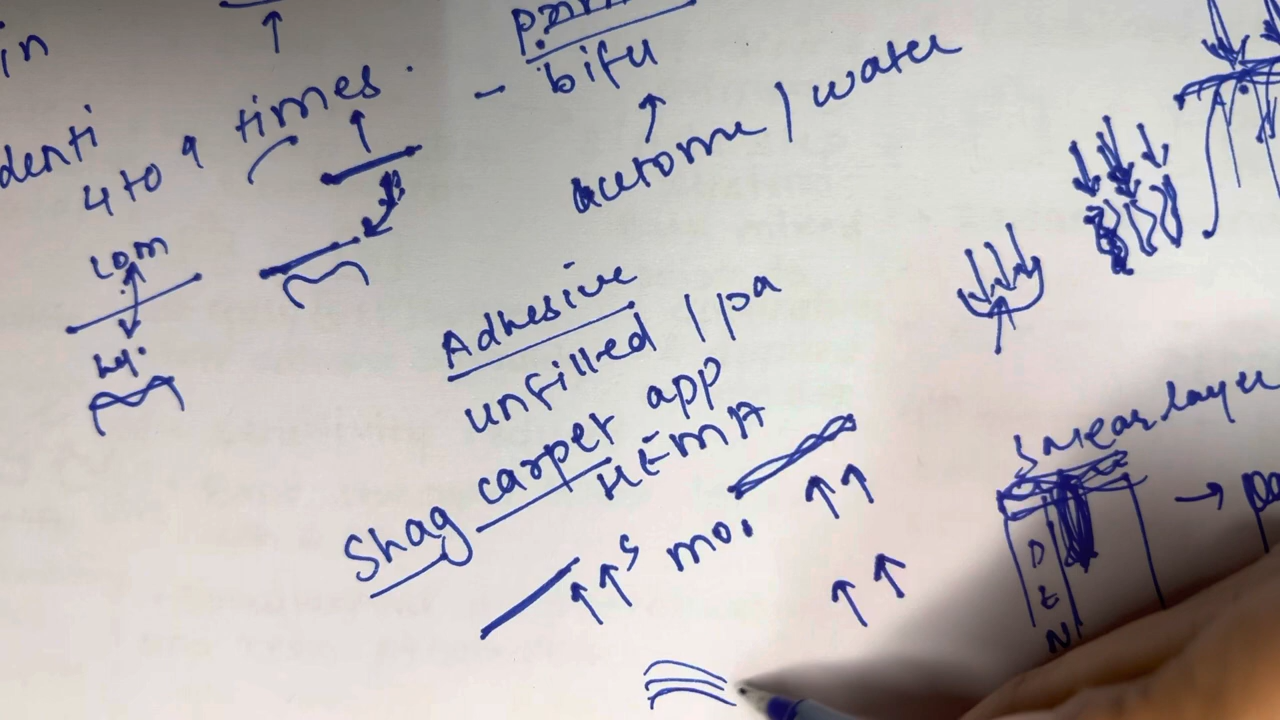 in
denti
4 to 9 times.
com
- bifu
acetone / water
Adhesive
unfilled / pa
Shag carpet app
HEMA
↑↑s mo.
Smear layer
D
E
N